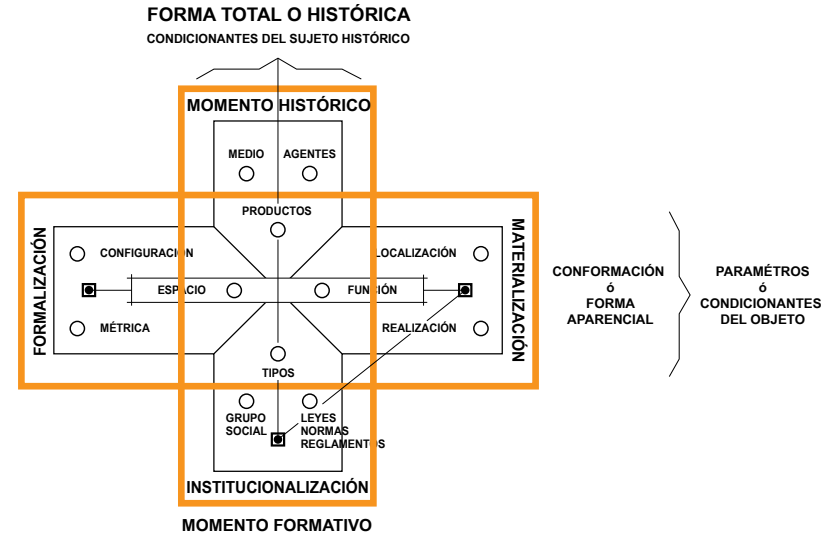 FORMA TOTAL O HISTÓRICA
CONDICIONANTES DEL SUJETO HISTÓRICO
MOMENTO HISTÓRICO
MEDIO
AGENTES
PRODUCTOS
FORMALIZACIÓN
CONFIGURACIÓN
LOCALIZACIÓN
MATERIALIZACIÓN
ESPACIO
FUNCIÓN
MÉTRICA
REALIZACIÓN
CONFORMACIÓN
ó
FORMA
APARENCIAL
PARAMÉTROS
ó
CONDICIONANTES
DEL OBJETO
TIPOS
GRUPO
SOCIAL
LEYES
NORMAS
REGLAMENTOS
INSTITUCIONALIZACIÓN
MOMENTO FORMATIVO